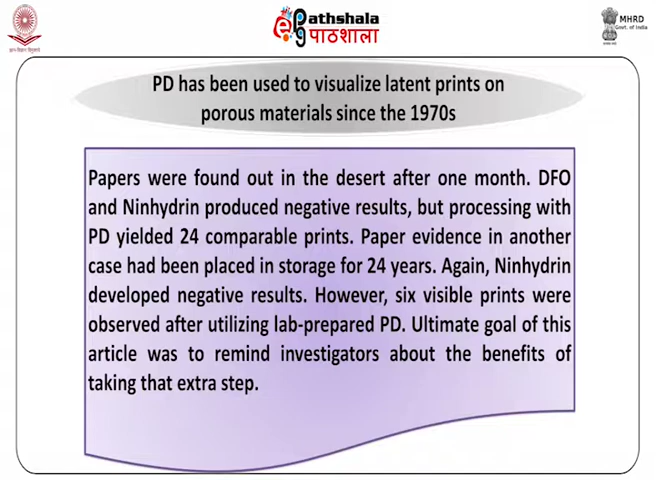 ePathshala
पाठशाला
MHRD
Govt. of India
PD has been used to visualize latent prints on
porous materials since the 1970s
Papers were found out in the desert after one month. DFO
and Ninhydrin produced negative results, but processing with
PD yielded 24 comparable prints. Paper evidence in another
case had been placed in storage for 24 years. Again, Ninhydrin
developed negative results. However, six visible prints were
observed after utilizing lab-prepared PD. Ultimate goal of this
article was to remind investigators about the benefits of
taking that extra step.